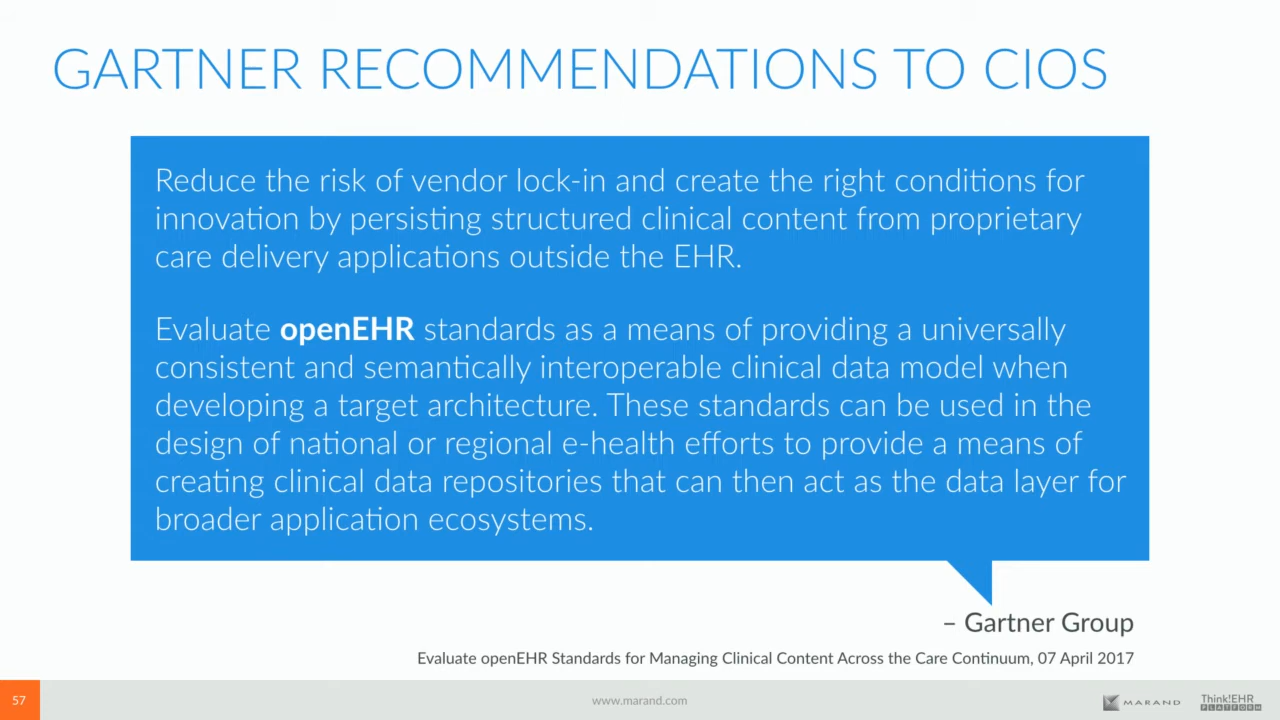 GARTNER RECOMMENDATIONS TO CIOS
Reduce the risk of vendor lock-in and create the right conditions for
innovation by persisting structured clinical content from proprietary
care delivery applications outside the EHR.
Evaluate openEHR standards as a means of providing a universally
consistent and semantically interoperable clinical data model when
developing a target architecture. These standards can be used in the
design of national or regional e-health efforts to provide a means of
creating clinical data repositories that can then act as the data layer for
broader application ecosystems.
– Gartner Group
Evaluate openEHR Standards for Managing Clinical Content Across the Care Continuum, 07 April 2017
57
www.marand.com
MARAND
Think!EHR
PLATFORM